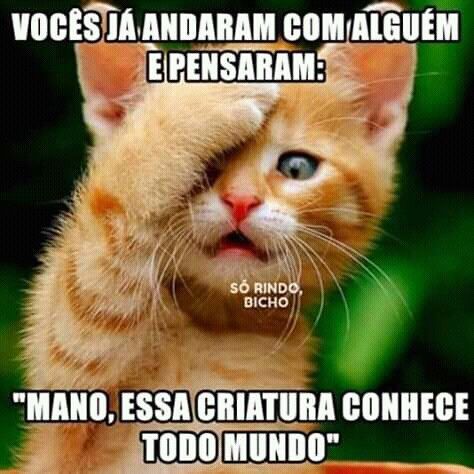 VOCÊS JÁ ANDARAM COM ALGUÉM
E PENSARAM:
SÓ RINDO,
BICHO
"MANO, ESSA CRIATURA CONHECE
TODO MUNDO"